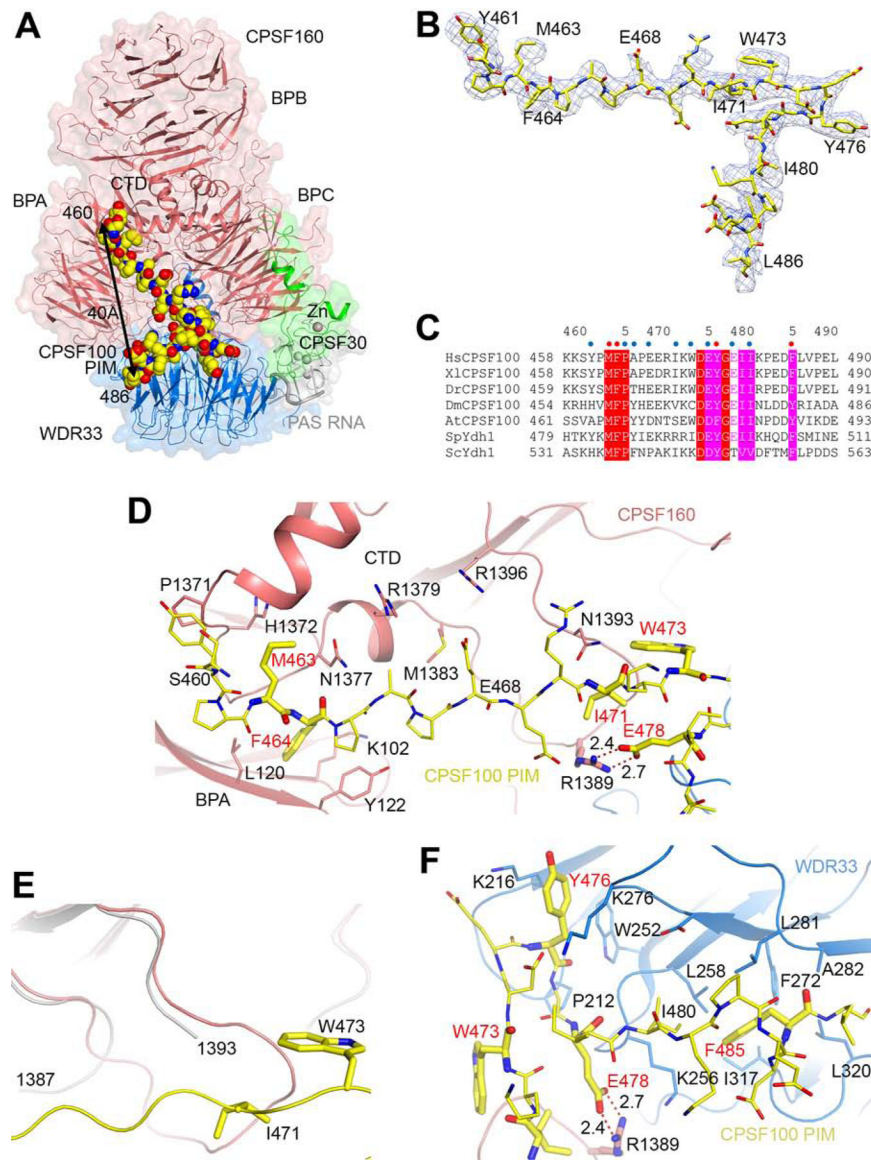 A
CPSF160
BPB
BPA
CTD
BPC
460
40A
Zn
CPSF100
PIM
CPSF30
486
PAS RNA
WDR33
B
Y461
M463
E468
W473
F464
I471
Y476
I480
L486
C
460 5 470 5 481 5 490
HsCPSF100 458 KKSYPMFPAPEERIKWDEYGEIIKPEDFLVPEL 490
XlCPSF100 458 KKSYPMFPTPEERIKWDEYGEIIKPEDFLVPEL 490
DrCPSF100 459 KKSYPMFPTPEERIKWDEYGEIIRLEDFLVPEL 491
DmCPSF100 454 KRHHVMFPYHEEKVKCDEYGEIINLDDYRIADA 486
AtCPSF100 461 SSVAPMFPYYDNTSEWDDFGEIINPDDYVIKDE 493
SpYdh1 479 HTKYKMFPYIEKRRRIDEYGEIIKHQDFSMINE 511
ScYdh1 531 ASKHKMFPFNPAKIKKDDYGTVVDFTMFLPDDS 563
D
CPSF160
CTD
R1396
P1371
R1379
H1372
N1393
W473
M463
S460
N1377
M1383
E468
I471
E478
F464
K102
2.4
L120
CPSF100 PIM
2.7
R1389
BPA
Y122
E
W473
1393
1387
I471
F
WDR33
K216
Y476
K276
W252
L281
L258
A282
F272
P212
I480
W473
F485
E478
I317
L320
K256
2.7
2.4
R1389
CPSF100 PIM